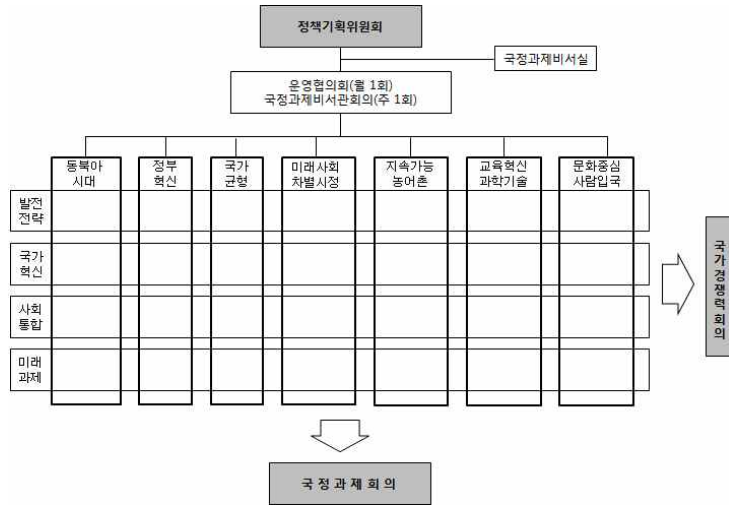 정책기획위원회
국정과제비서실
운영협의회(월 1회)
국정과제비서관회의(주 1회)
동북아
시대
정부
혁신
국가
균형
미래사회
차별시정
지속가능
농어촌
교육혁신
과학기술
문화중심
사람입국
발전
전략
국가
혁신
사회
통합
미래
과제
국가경쟁력회의
국정과제회의